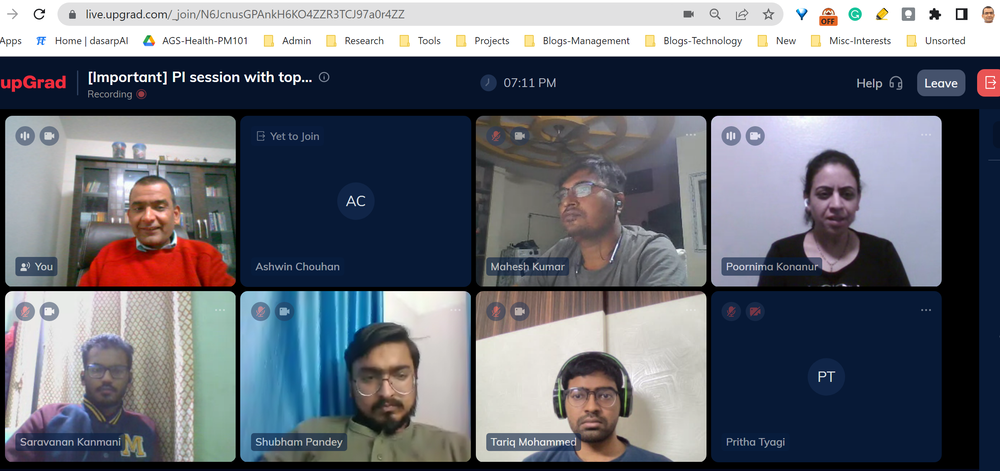 live.upgrad.com/_join/N6JcnusGPAnkH6KO4ZZR3TCJ97a0r4ZZ
OFF
Apps Home | dasarpAI AGS-Health-PM101 Admin Research Tools Projects Blogs-Management Blogs-Technology New Misc-Interests Unsorted
upGrad [Important] PI session with top... 07:11 PM Help Leave
Recording
Yet to Join
AC
You
Ashwin Chouhan
Mahesh Kumar
Poornima Konanur
M
PT
Saravanan Kanmani
Shubham Pandey
Tariq Mohammed
Pritha Tyagi